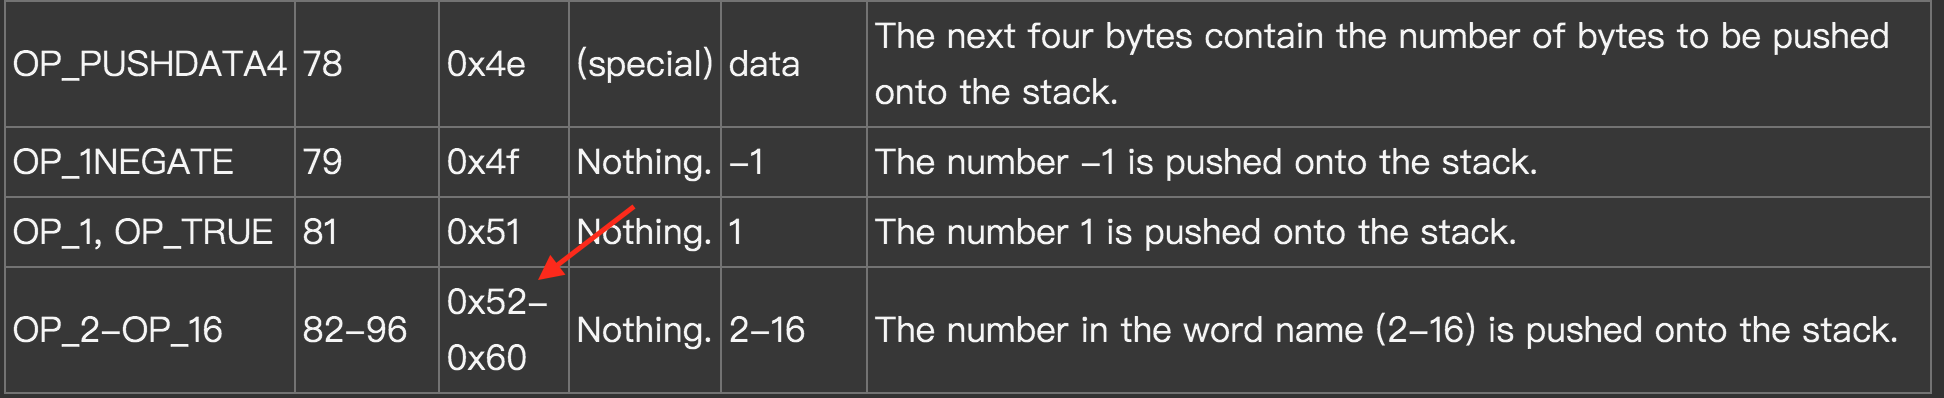 OP_PUSHDATA4 78 0x4e (special) data The next four bytes contain the number of bytes to be pushed
onto the stack.
OP_1NEGATE 79 0x4f Nothing. –1 The number –1 is pushed onto the stack.
OP_1, OP_TRUE 81 0x51 Nothing. 1 The number 1 is pushed onto the stack.
OP_2–OP_16 82–96 0x52–
0x60 Nothing. 2–16 The number in the word name (2–16) is pushed onto the stack.